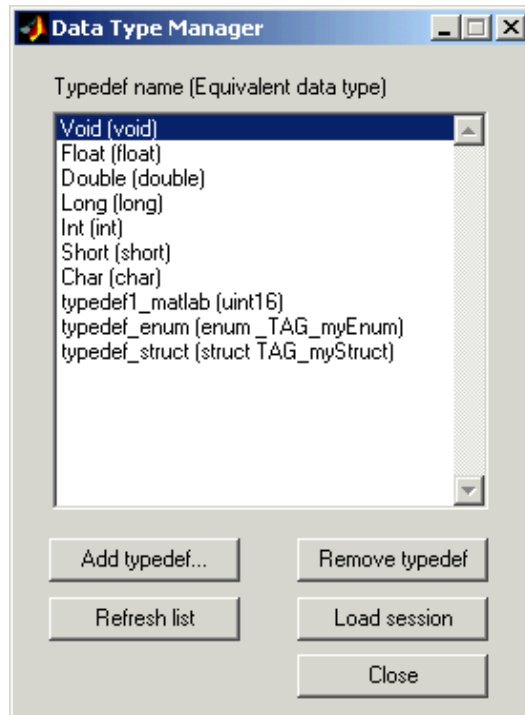 Data Type Manager
Typedef name (Equivalent data type)
Void (void)
Float (float)
Double (double)
Long (long)
Int (int)
Short (short)
Char (char)
typedef1_matlab (uint16)
typedef_enum (enum _TAG_myEnum)
typedef_struct (struct TAG_myStruct)
Add typedef...
Remove typedef
Refresh list
Load session
Close